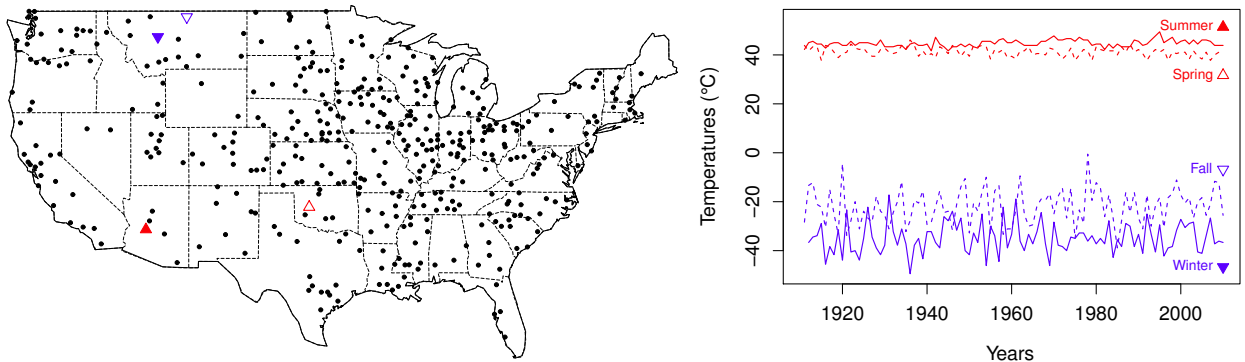 Summer
Spring
Fall
Winter
Temperatures (°C)
40
20
0
−20
−40
1920
1940
1960
1980
2000
Years